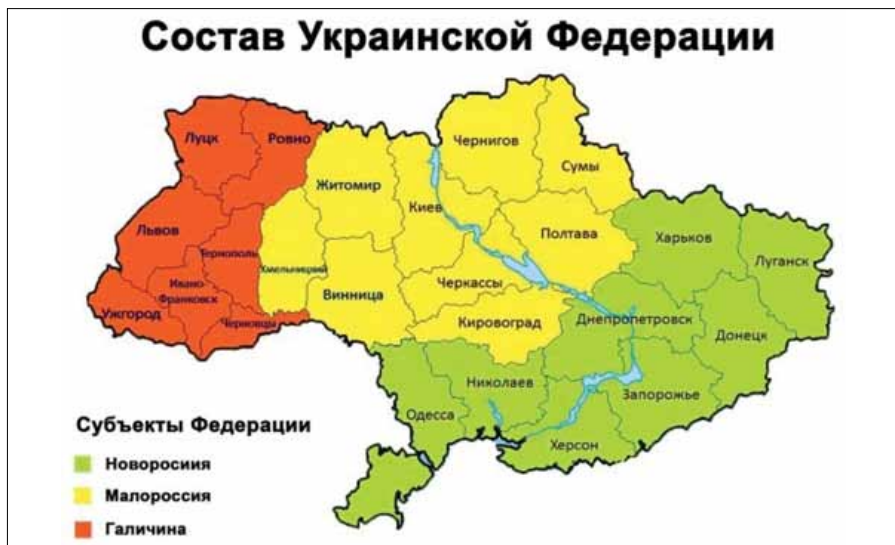 Состав Украинской Федерации
Чернигов
Луцк
Ровно
Сумы
Житомир
Киев
Львов
Полтава
Харьков
Тернополь
Луганск
Хмельницкий
Ивано-
Франковск
Винница
Черкассы
Ужгород
Черновцы
Кировоград
Днепропетровск
Донецк
Николаев
Запорожье
Одесса
Херсон
Субъекты Федерации
Новоросиия
Малороссия
Галичина